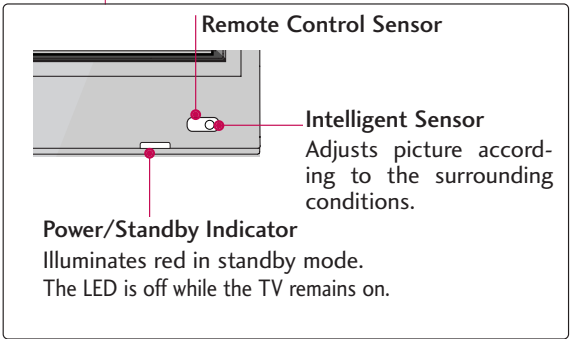 Remote Control Sensor
Intelligent Sensor
Adjusts picture accord-
ing to the surrounding
conditions.
Power/Standby Indicator
Illuminates red in standby mode.
The LED is off while the TV remains on.